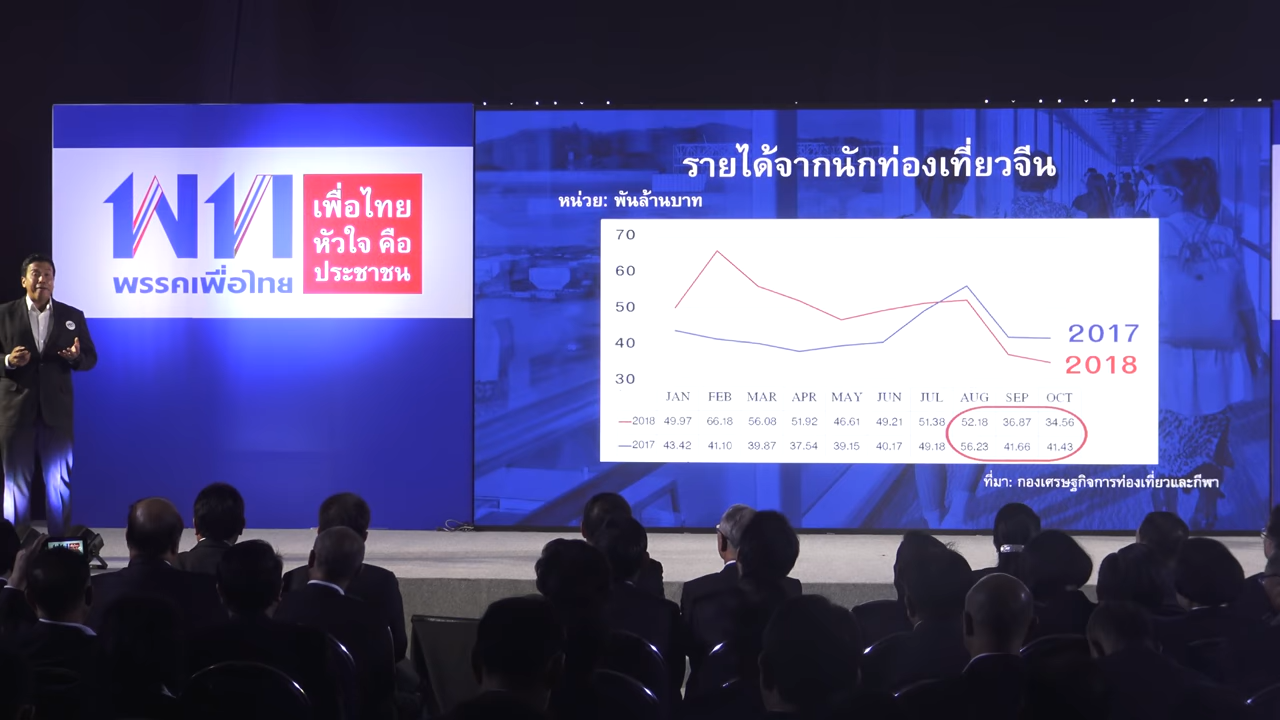 พท
พรรคเพื่อไทย
เพื่อไทย
หัวใจ คือ
ประชาชน
รายได้จากนักท่องเที่ยวจีน
หน่วย: พันล้านบาท
70
60
50
40
30
2017
2018
JAN FEB MAR APR MAY JUN JUL AUG SEP OCT
2018 49.97 66.18 56.08 51.92 46.61 49.21 51.38 52.18 36.87 34.56
2017 43.42 41.10 39.87 37.54 39.15 40.17 49.18 56.23 41.66 41.43
ที่มา: กองเศรษฐกิจการท่องเที่ยวและกีฬา